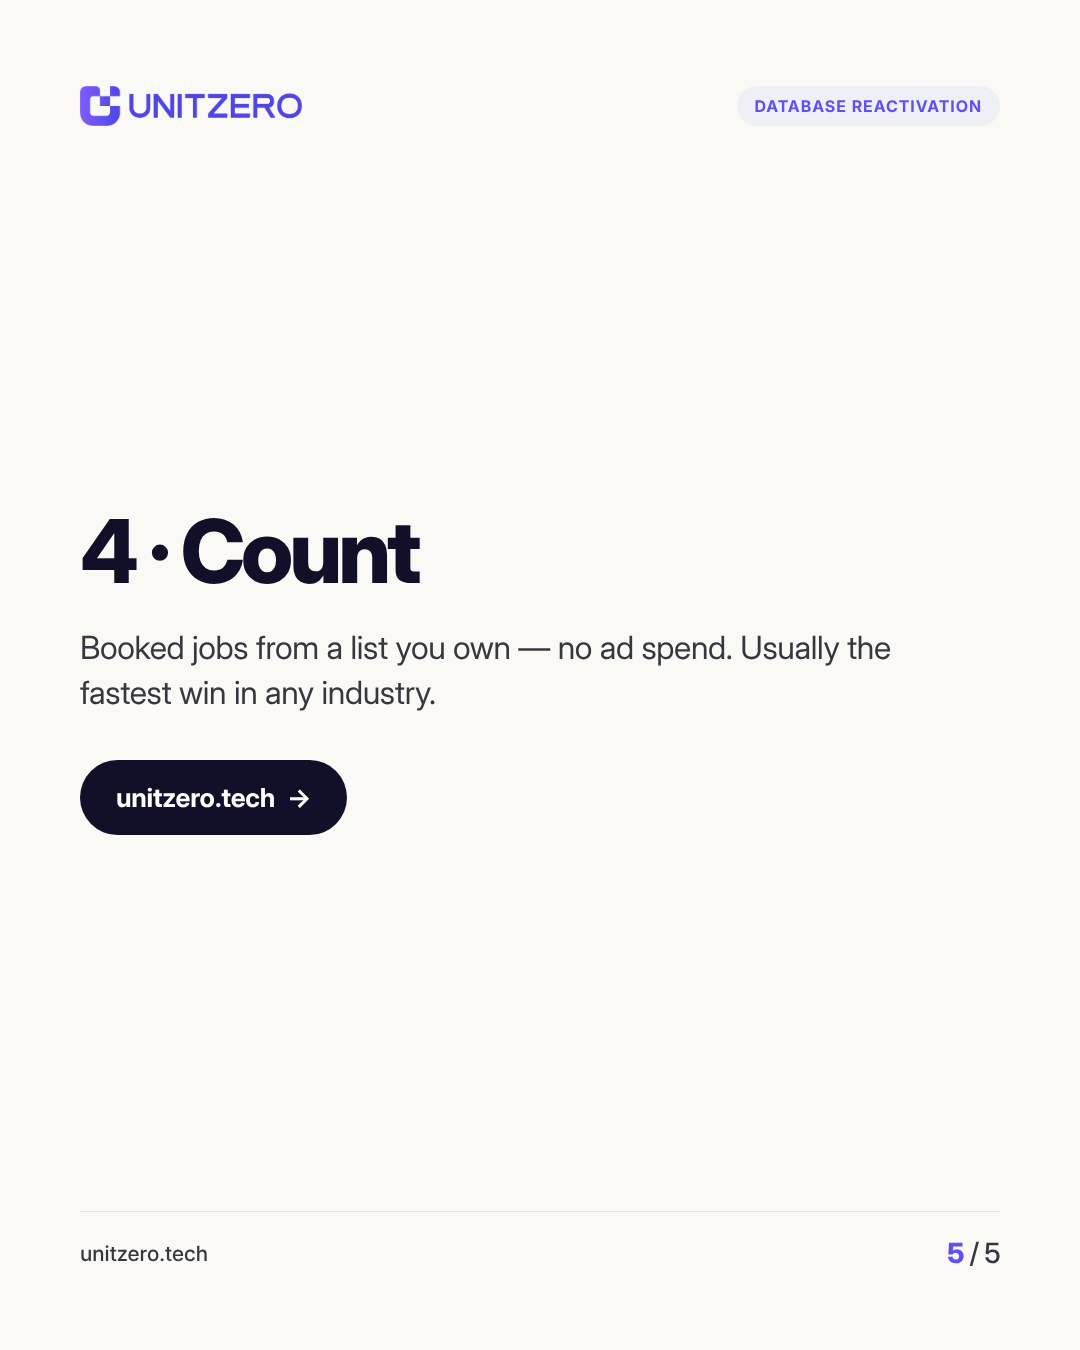 UNITZERO
DATABASE REACTIVATION
4 · Count
Booked jobs from a list you own — no ad spend. Usually the
fastest win in any industry.
unitzero.tech →
unitzero.tech
5 / 5